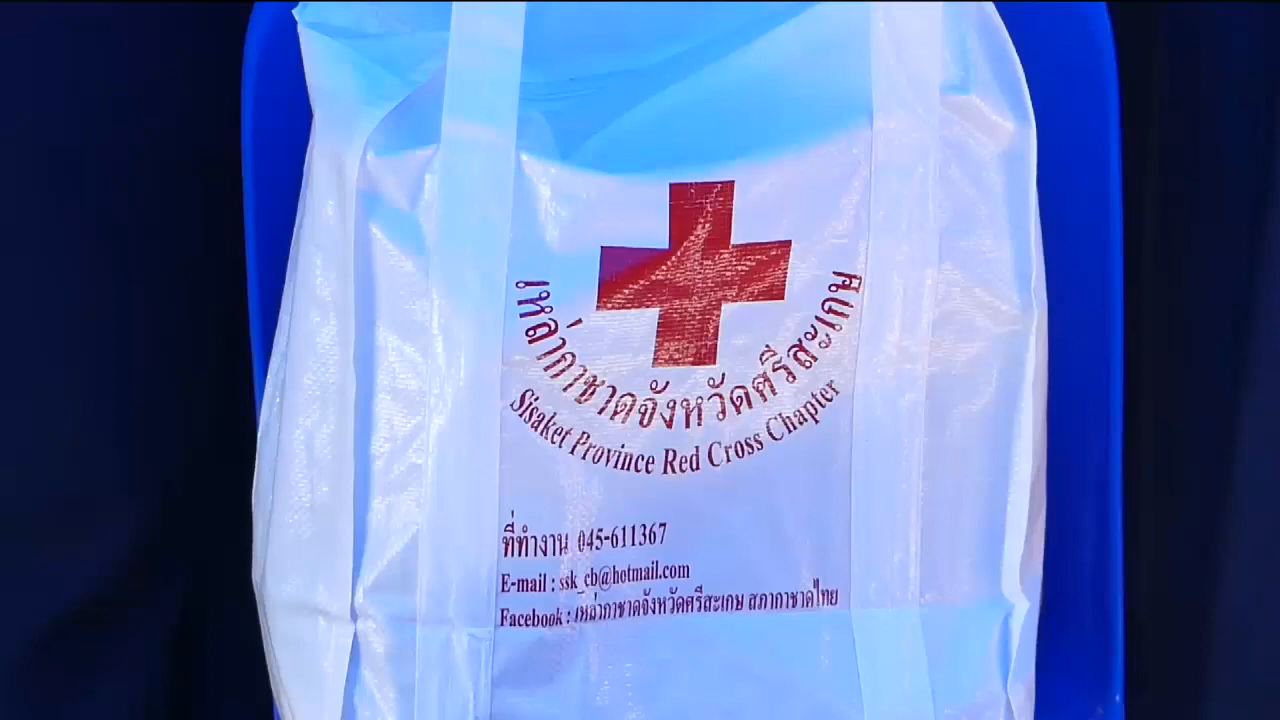 เหล่ากาชาดจังหวัดศรีสะเกษ
Sisaket Province Red Cross Chapter
ที่ทำงาน 045-611367
E-mail : ssk_cb@hotmail.com
Facebook : เหล่ากาชาดจังหวัดศรีสะเกษ สภากาชาดไทย